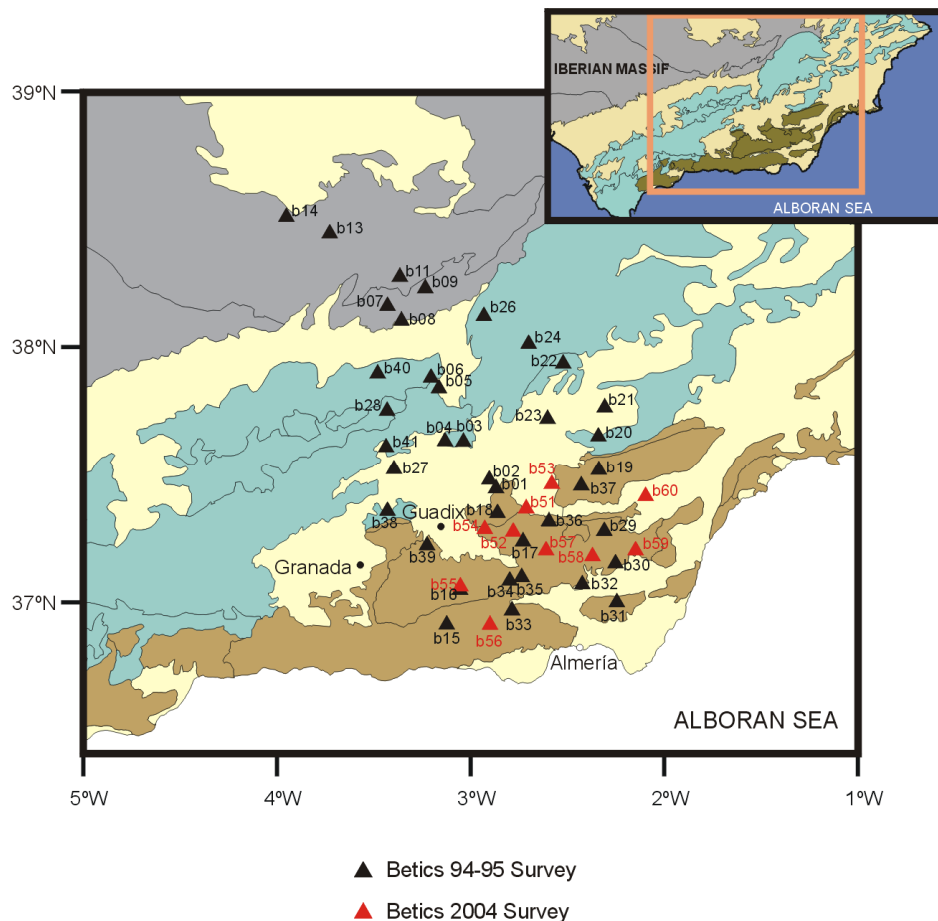 IBERIAN MASSIF
ALBORAN SEA
39ºN
b14
b13
b11
b09
b07
b08
b26
38ºN
b24
b22
b40
b06
b05
b28
b21
b23
b04
b03
b20
b41
b27
b02
b53
b19
b01
b37
b60
b51
b18
b38
Guadix
b36
b54
b29
b52
b17
b57
b59
b58
b39
b30
Granada
b55
b16
b34
b35
b32
37ºN
b31
b15
b33
b56
Almería
ALBORAN SEA
5ºW
4ºW
3ºW
2ºW
1ºW
Betics 94-95 Survey
Betics 2004 Survey